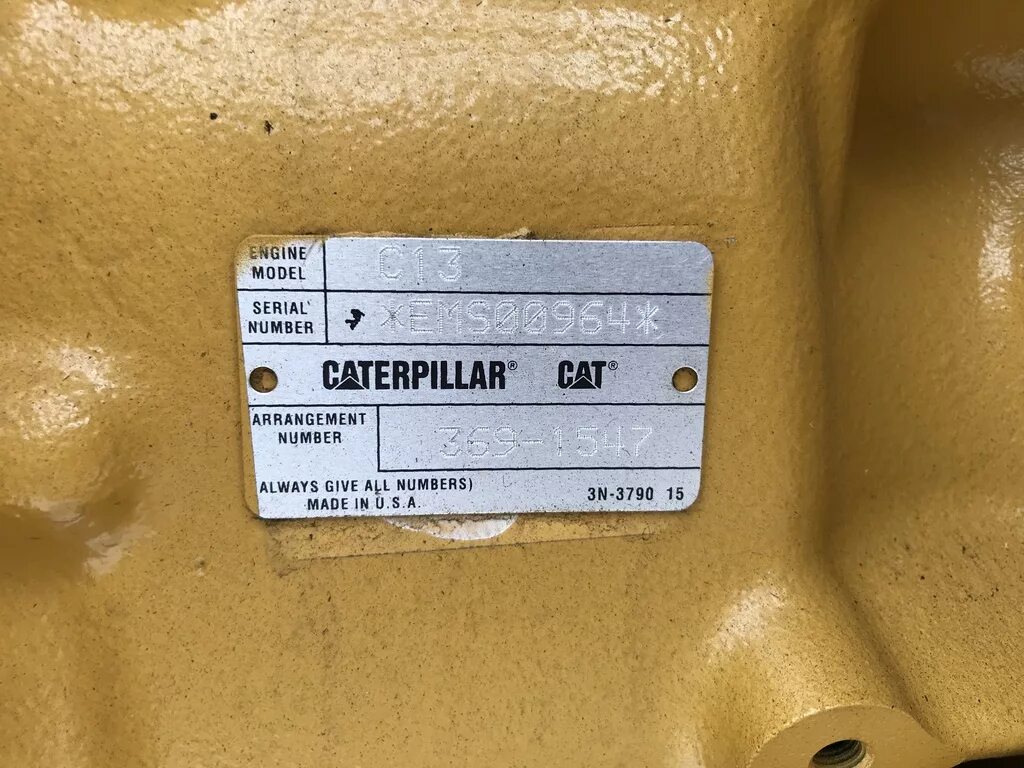 ENGINE
MODEL
C13
SERIAL
NUMBER
*EMS00964*
CATERPILLAR® CAT®
ARRANGEMENT
NUMBER
369-1547
ALWAYS GIVE ALL NUMBERS)
3N-3790 15
MADE IN U.S.A.